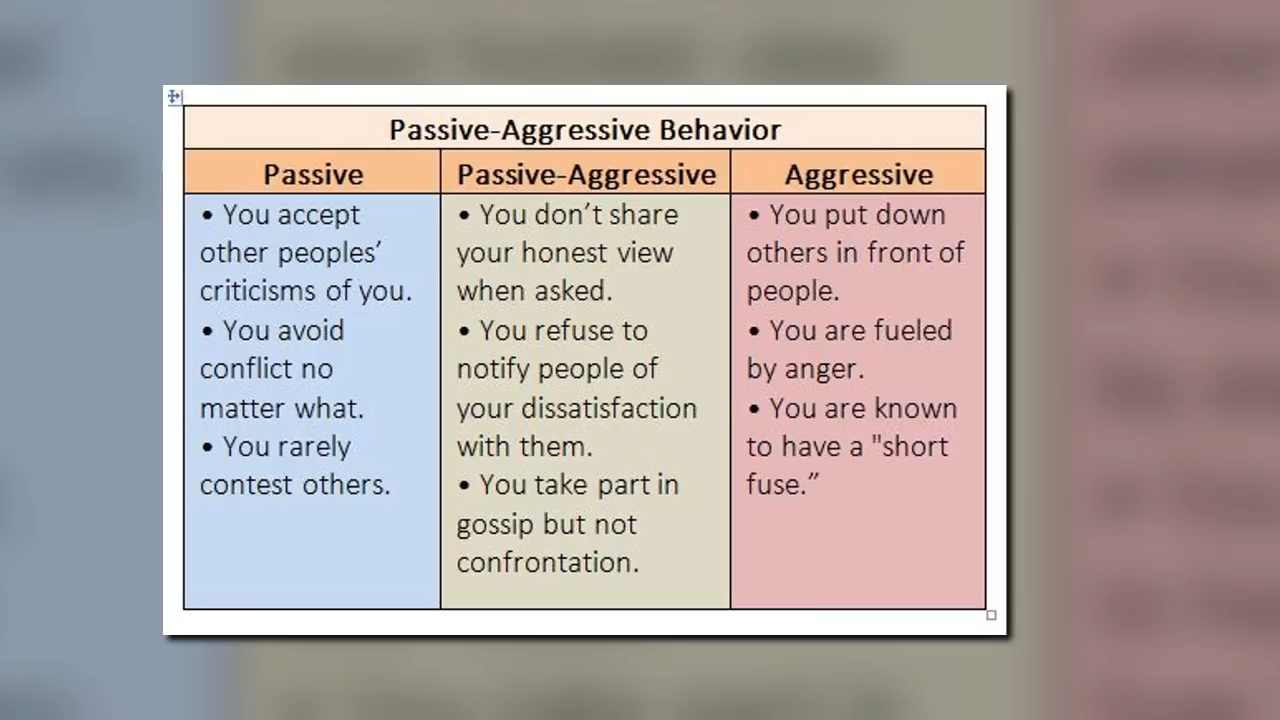 Passive-Aggressive Behavior
Passive
Passive-Aggressive
Aggressive
• You accept
other peoples’
criticisms of you.
• You avoid
conflict no
matter what.
• You rarely
contest others.
• You don’t share
your honest view
when asked.
• You refuse to
notify people of
your dissatisfaction
with them.
• You take part in
gossip but not
confrontation.
• You put down
others in front of
people.
• You are fueled
by anger.
• You are known
to have a "short
fuse.”